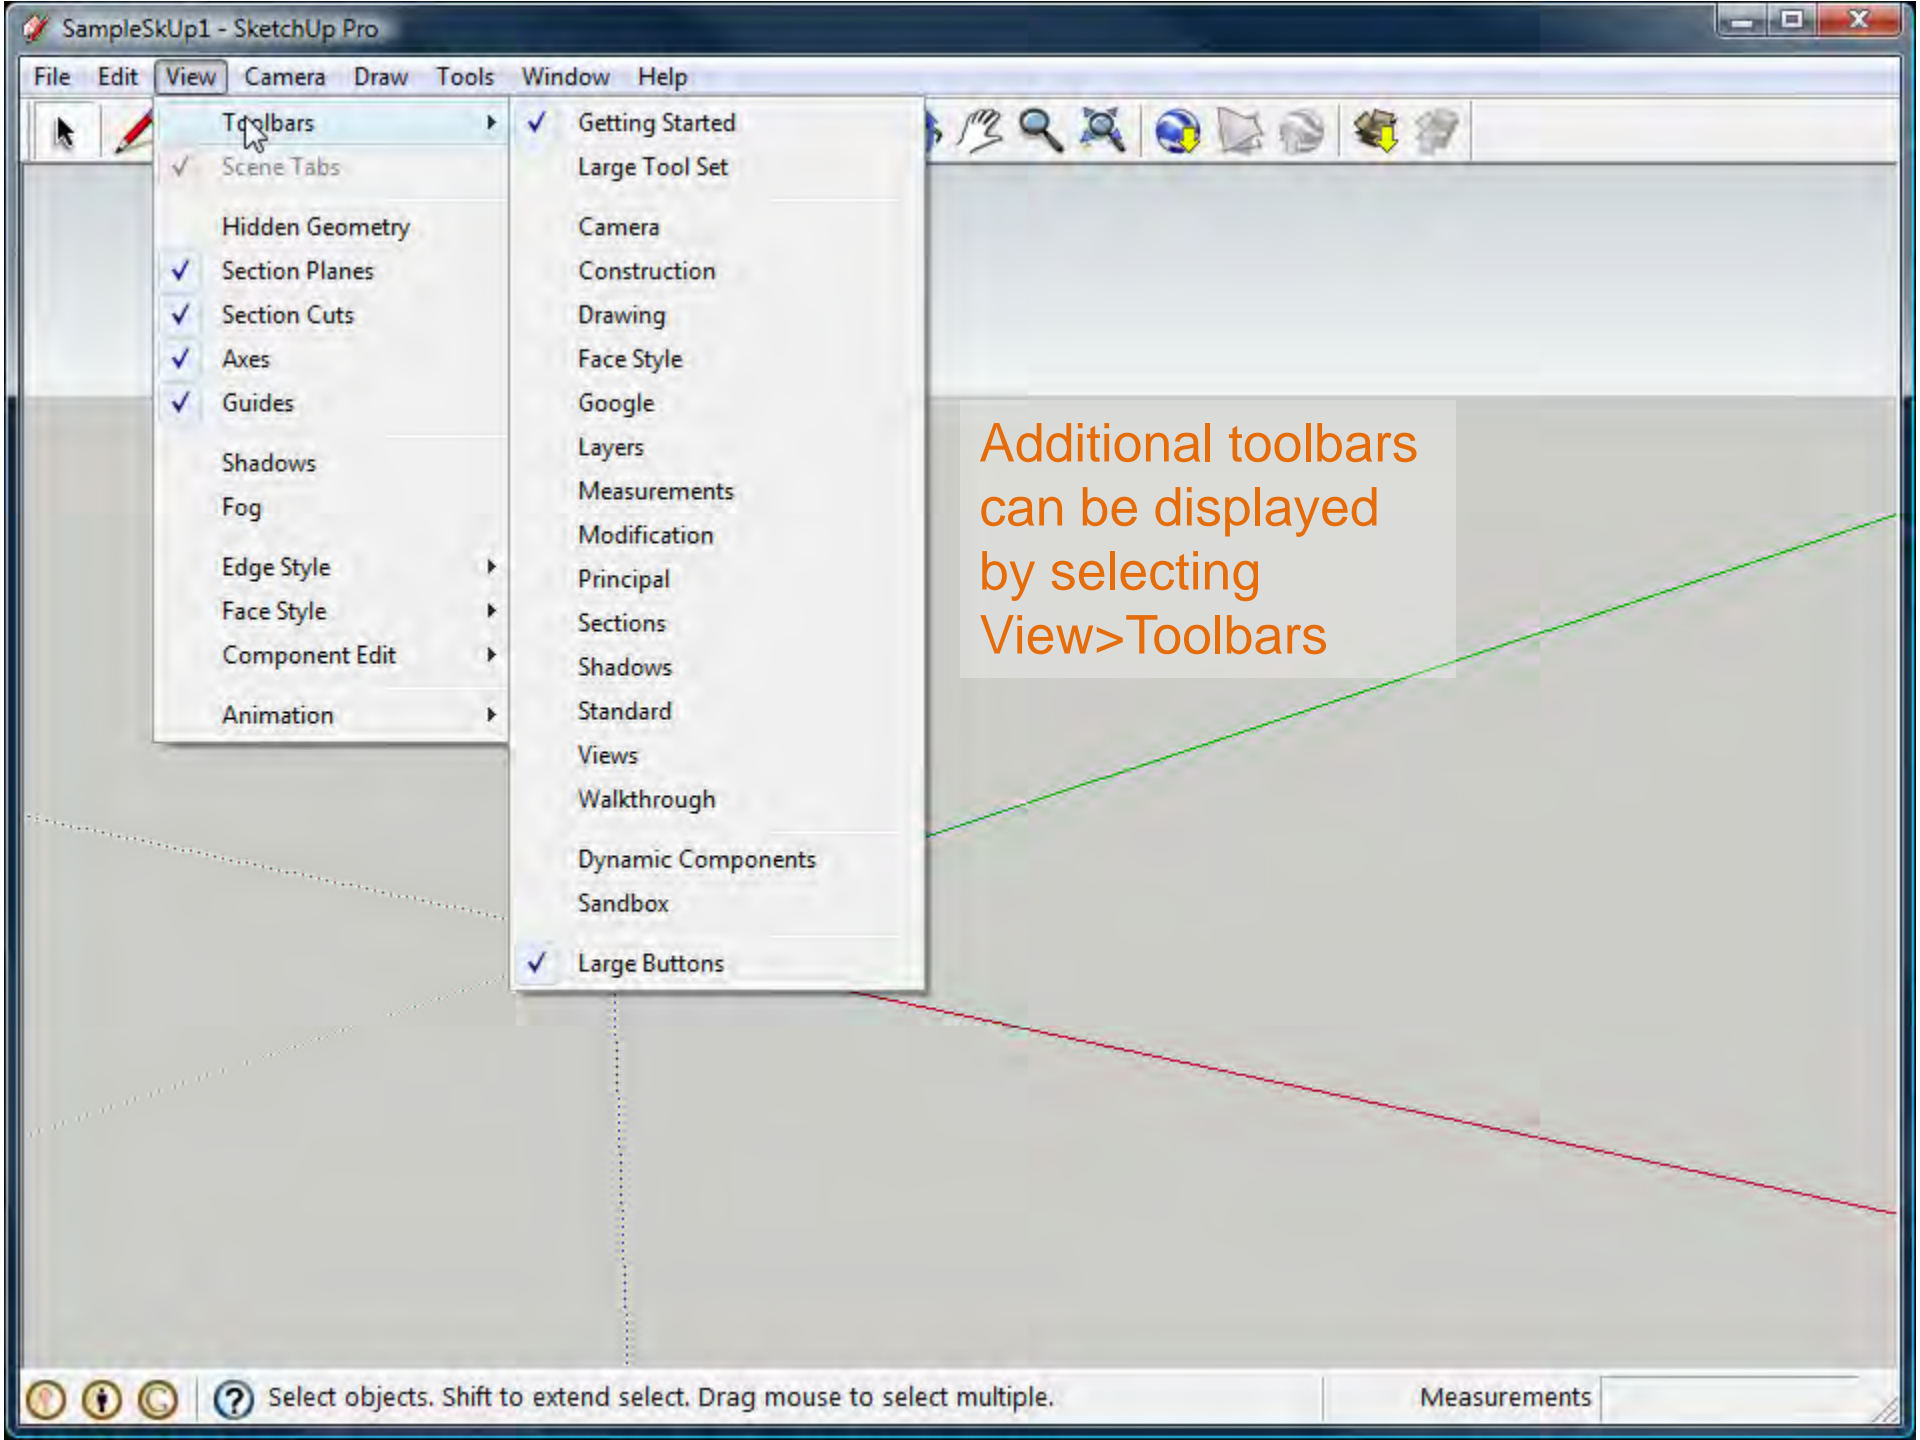 SampleSkUp1 - SketchUp Pro
File Edit View Camera Draw Tools Window Help
Toolbars
Scene Tabs
Hidden Geometry
Section Planes
Section Cuts
Axes
Guides
Shadows
Fog
Edge Style
Face Style
Component Edit
Animation
Getting Started
Large Tool Set
Camera
Construction
Drawing
Face Style
Google
Layers
Measurements
Modification
Principal
Sections
Shadows
Standard
Views
Walkthrough
Dynamic Components
Sandbox
Large Buttons
Additional toolbars
can be displayed
by selecting
View>Toolbars
Select objects. Shift to extend select. Drag mouse to select multiple.
Measurements